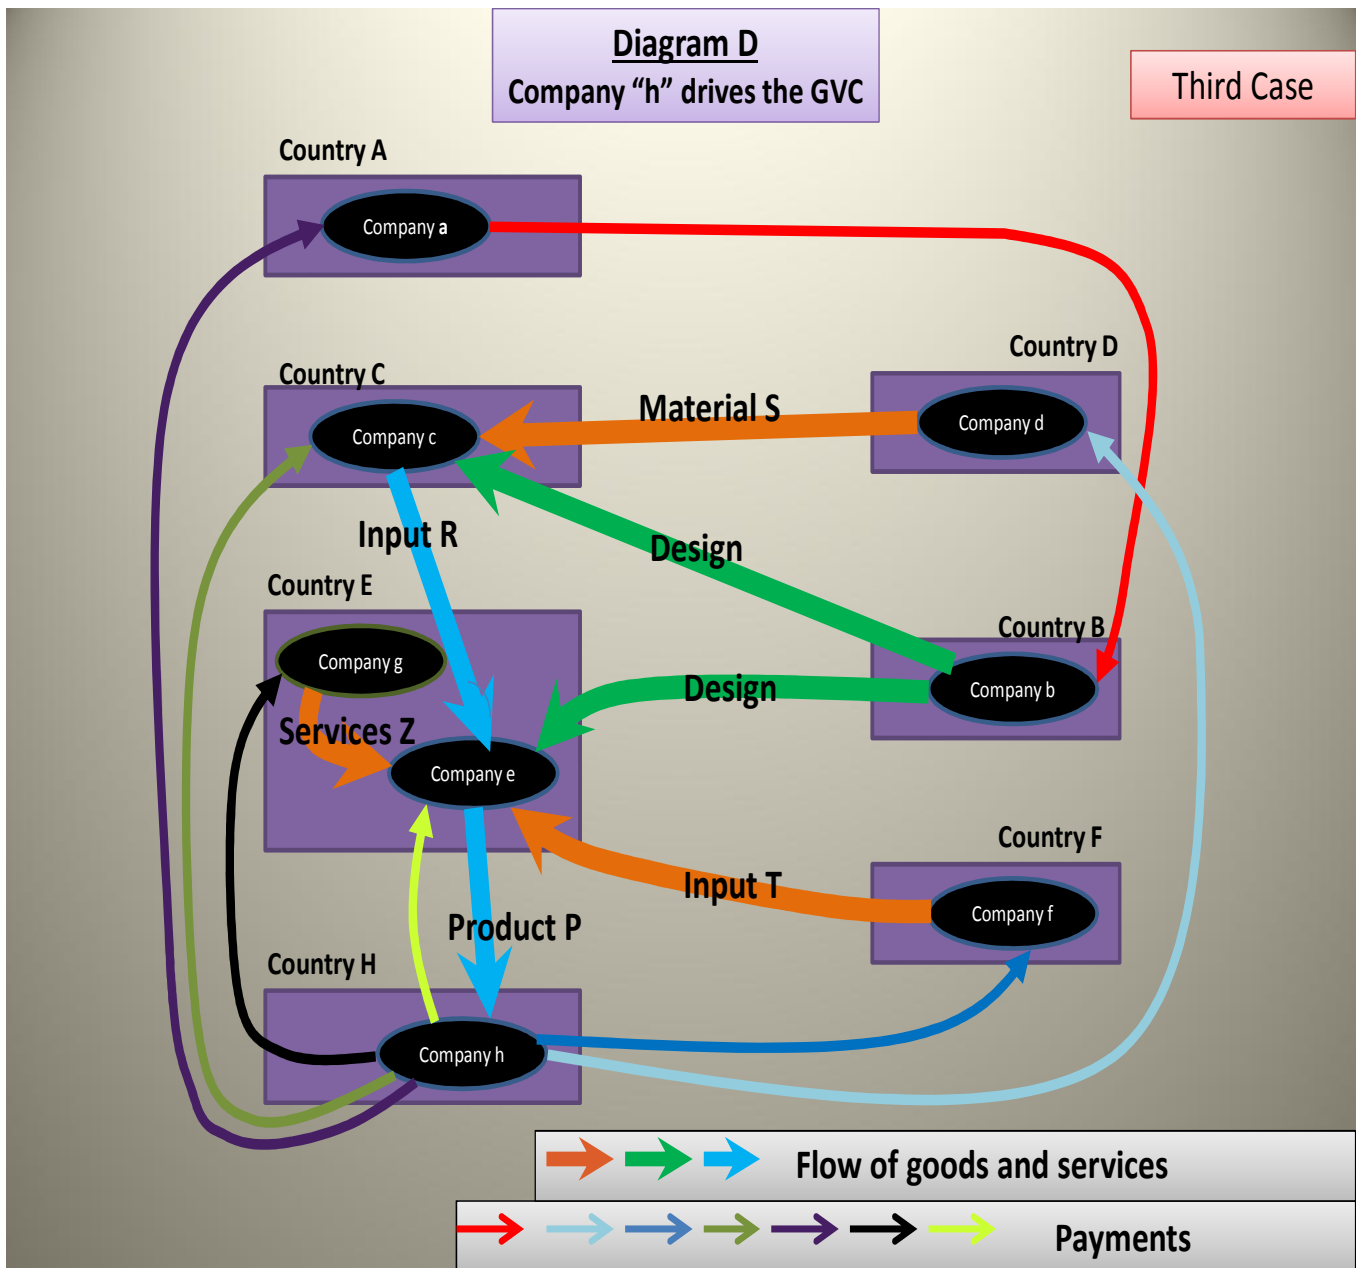 Diagram D
Company “h” drives the GVC
Third Case
Country A
Company a
Country D
Country C
Company d
Material S
Company c
Input R
Design
Country E
Country B
Company g
Design
Company b
Services Z
Company e
Country F
Input T
Company f
Product P
Country H
Company h
Flow of goods and services
Payments